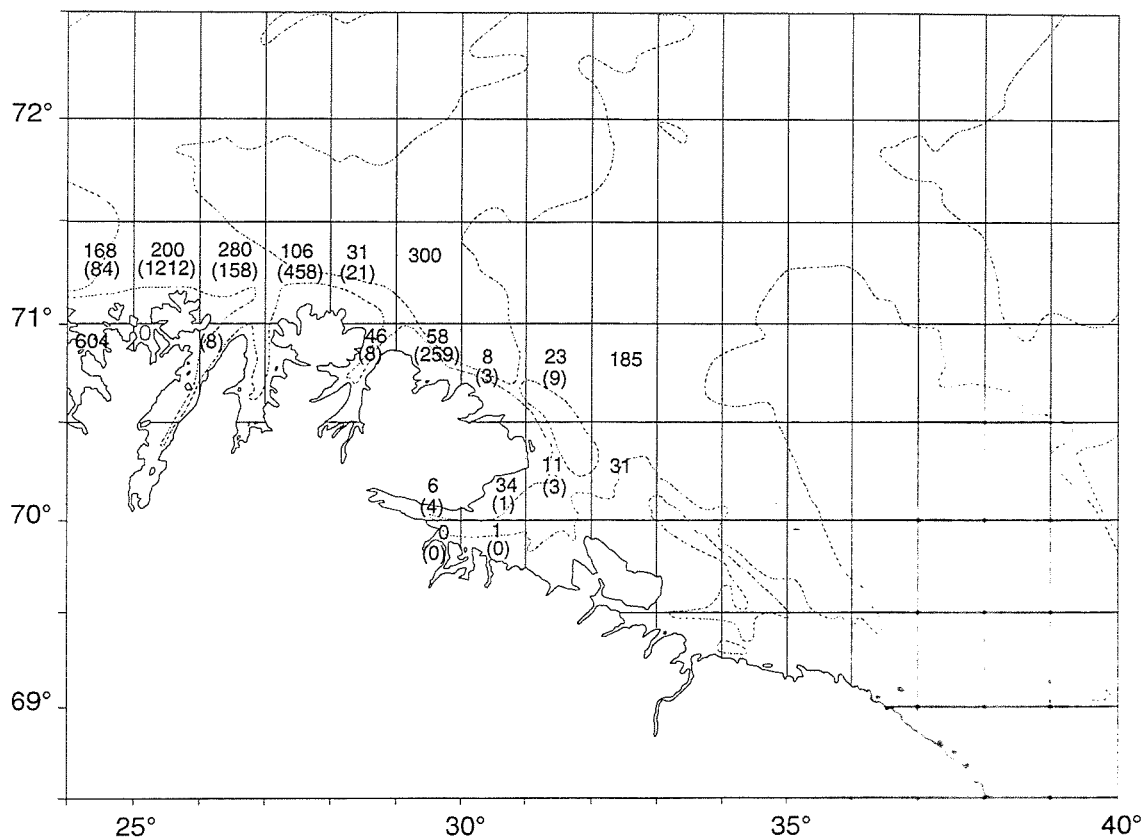 72°
168 200 280 106 31 300
(84) (1212) (158) (458) (21)
71°
604 0 (8) 46 58 8 23 185
(8) (259) (3) (9)
6 34 11 31
(4) (1) (3)
70°
0 1
(0) (0)
69°
25° 30° 35° 40°